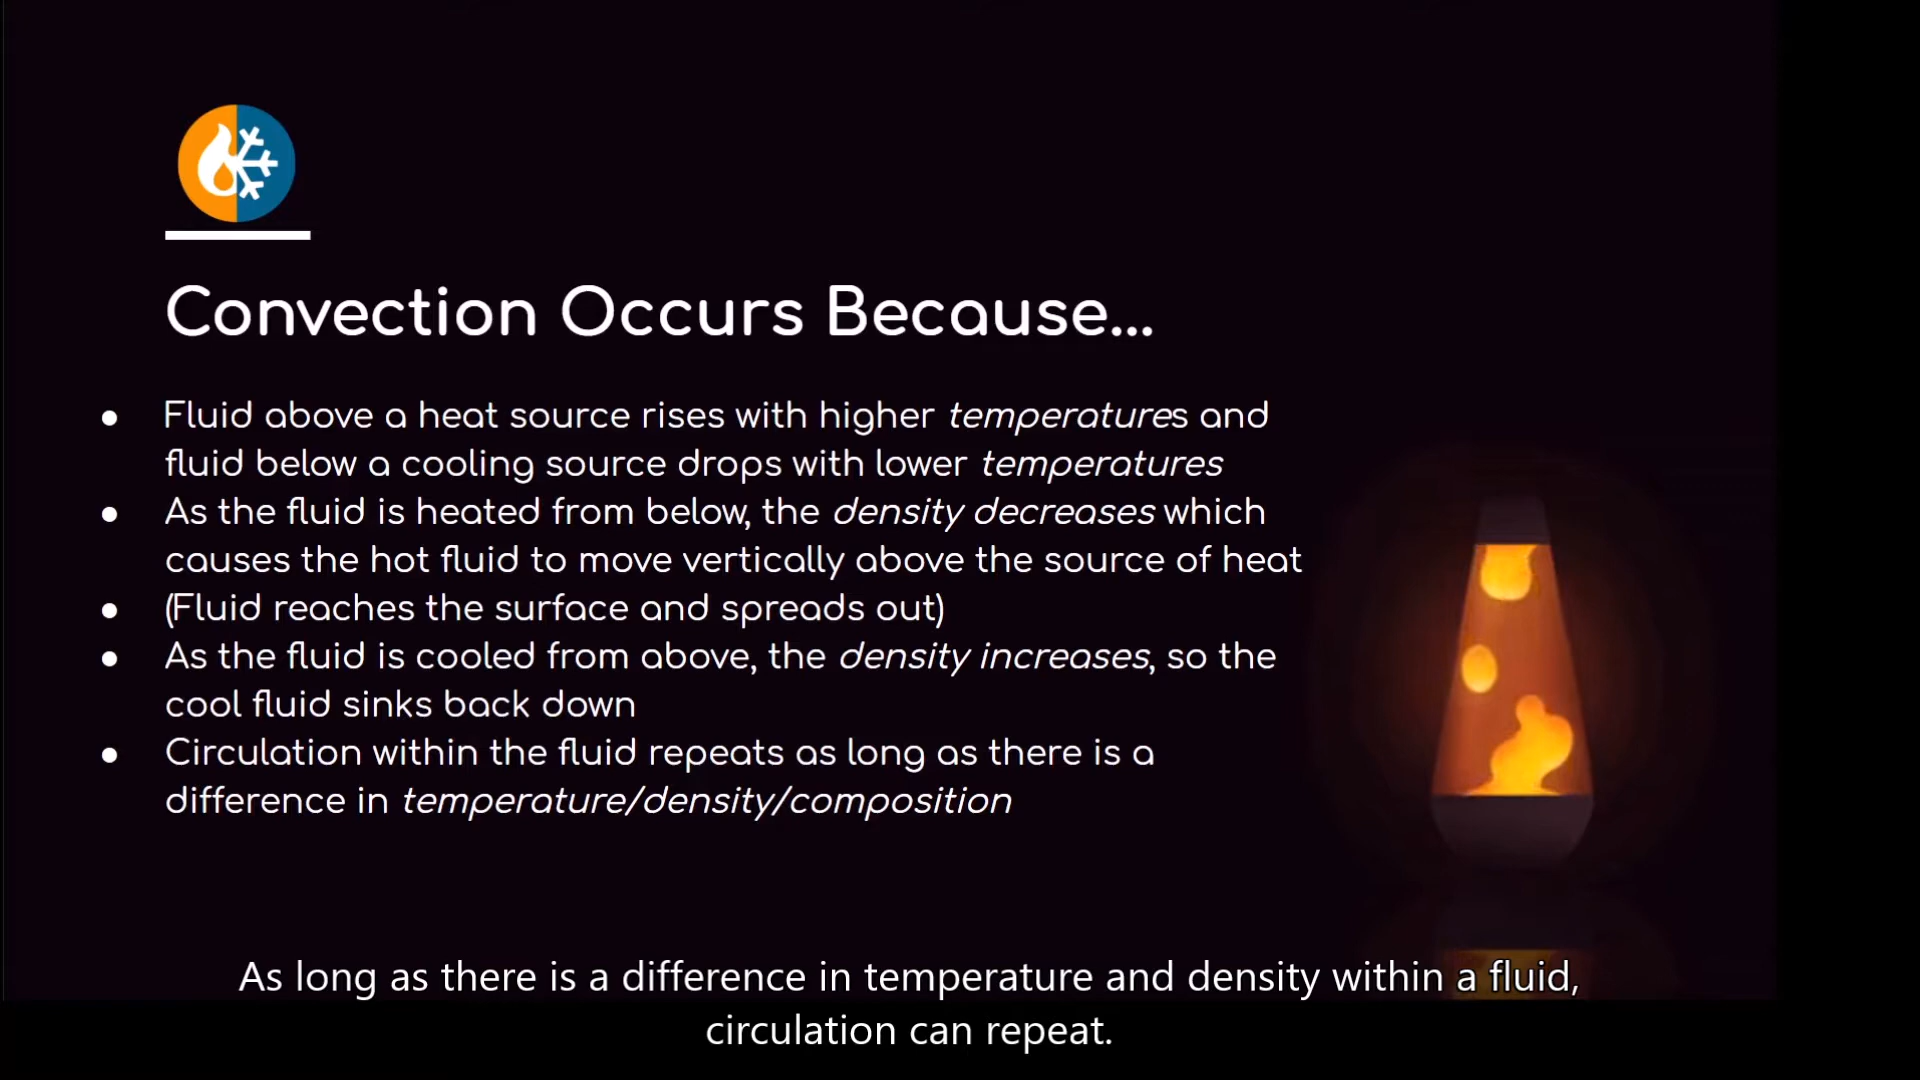 Convection Occurs Because...
● Fluid above a heat source rises with higher temperatures and
fluid below a cooling source drops with lower temperatures
● As the fluid is heated from below, the density decreases which
causes the hot fluid to move vertically above the source of heat
● (Fluid reaches the surface and spreads out)
● As the fluid is cooled from above, the density increases, so the
cool fluid sinks back down
● Circulation within the fluid repeats as long as there is a
difference in temperature/density/composition
As long as there is a difference in temperature and density within a fluid,
circulation can repeat.